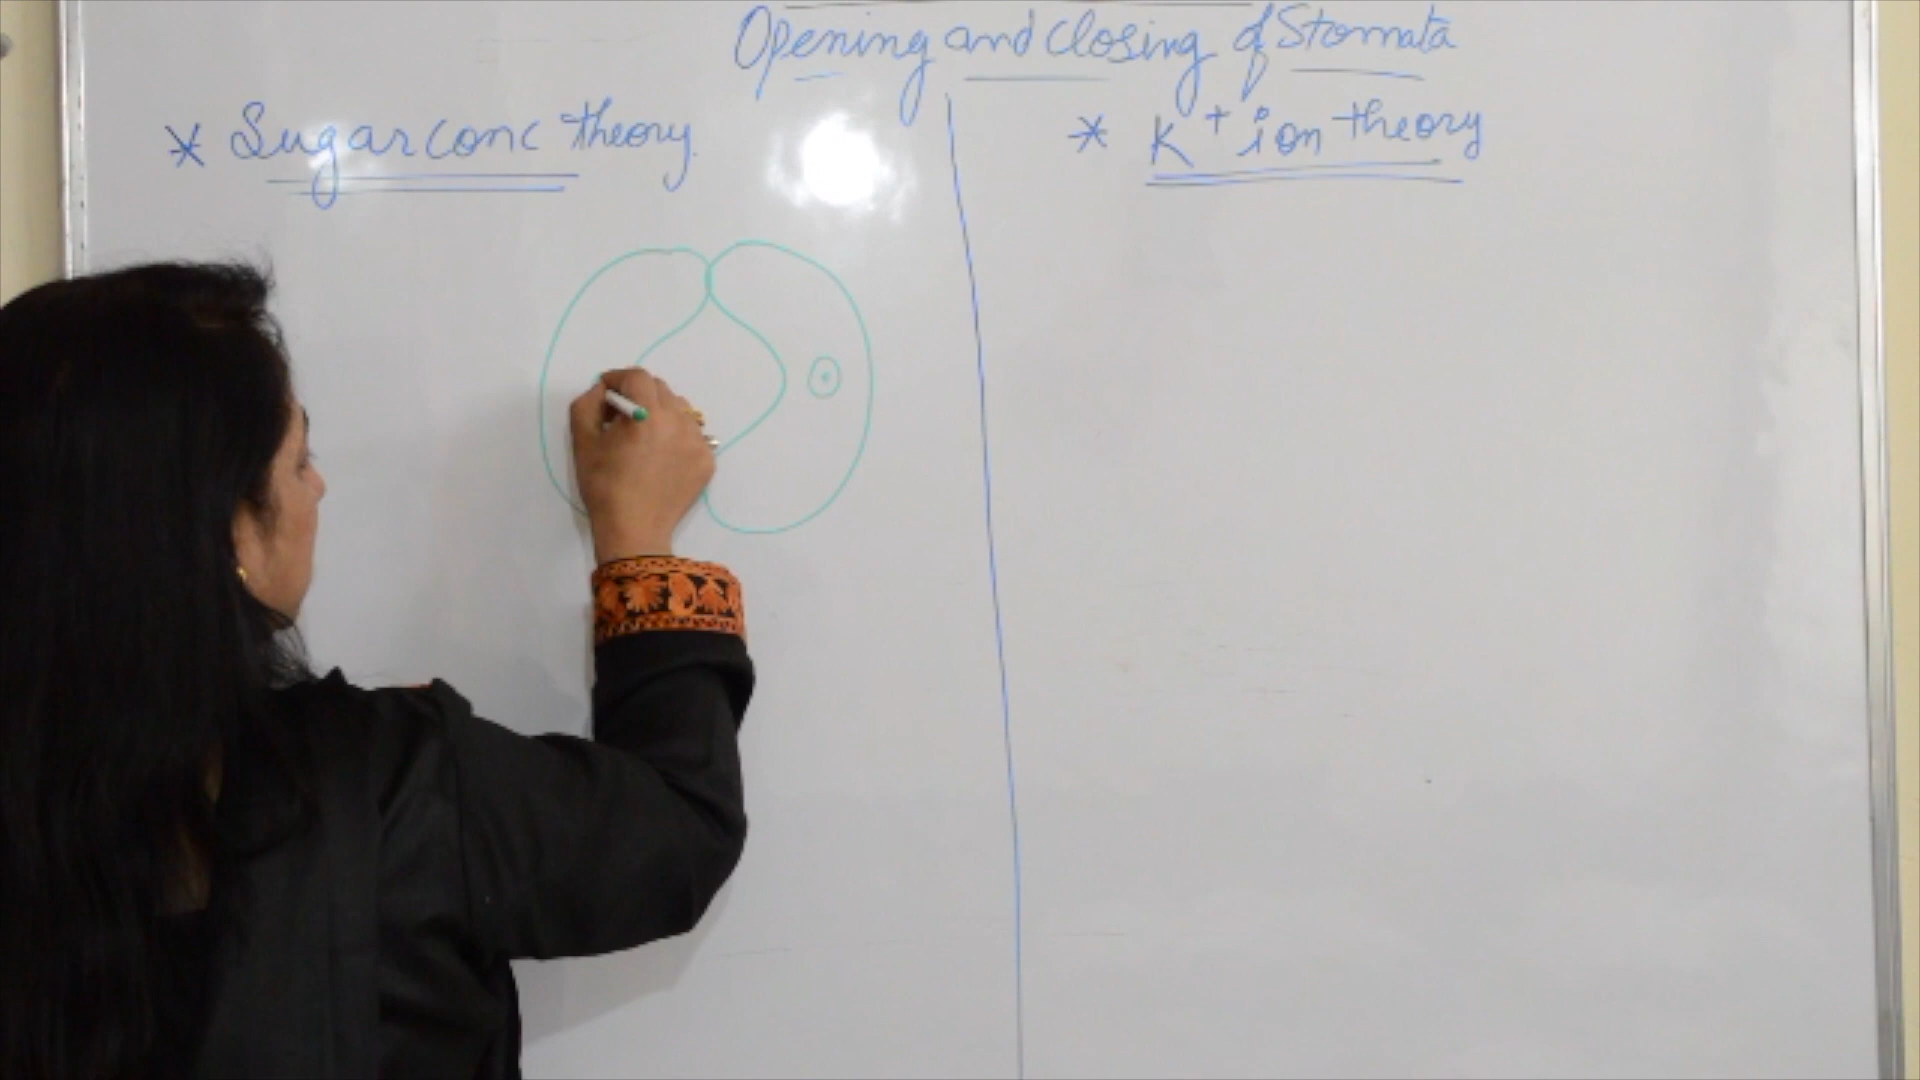 Opening and Closing of Stomata
* Sugar conc theory.
* K+ ion theory